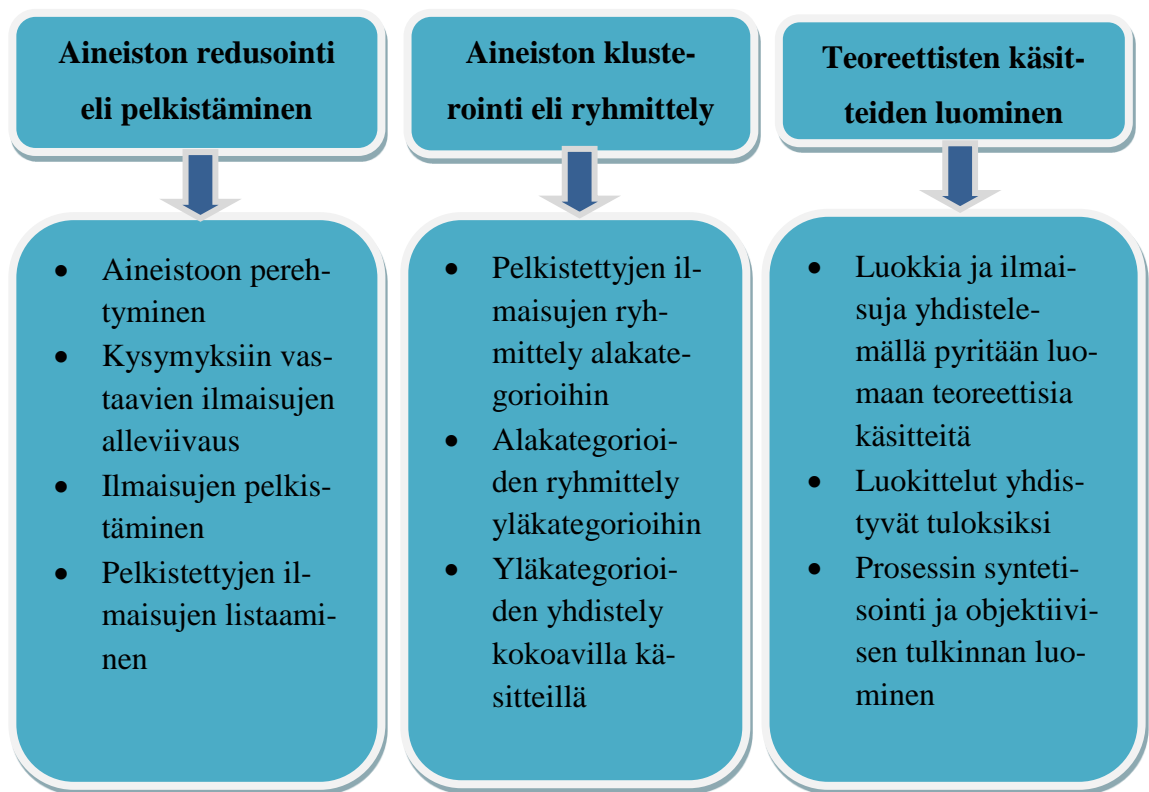 Aineiston redusointi
eli pelkistäminen
Aineiston kluste-
rointi eli ryhmittely
Teoreettisten käsit-
teiden luominen
• Aineistoon pereh-
tyminen
• Kysymyksiin vas-
taavien ilmaisujen
alleviivaus
• Ilmaisujen pelkis-
täminen
• Pelkistettyjen il-
maisujen listaami-
nen
• Pelkistettyjen il-
maisujen ryh-
mittely alakate-
gorioihin
• Alakategorioi-
den ryhmittely
yläkategorioihin
• Yläkategorioi-
den yhdistely
kokoavilla kä-
sitteillä
• Luokkia ja ilmai-
suja yhdistele-
mällä pyritään luo-
maan teoreettisia
käsitteitä
• Luokittelut yhdis-
tyvät tuloksiksi
• Prosessin synteti-
sointi ja objektiivi-
sen tulkinnan luo-
minen